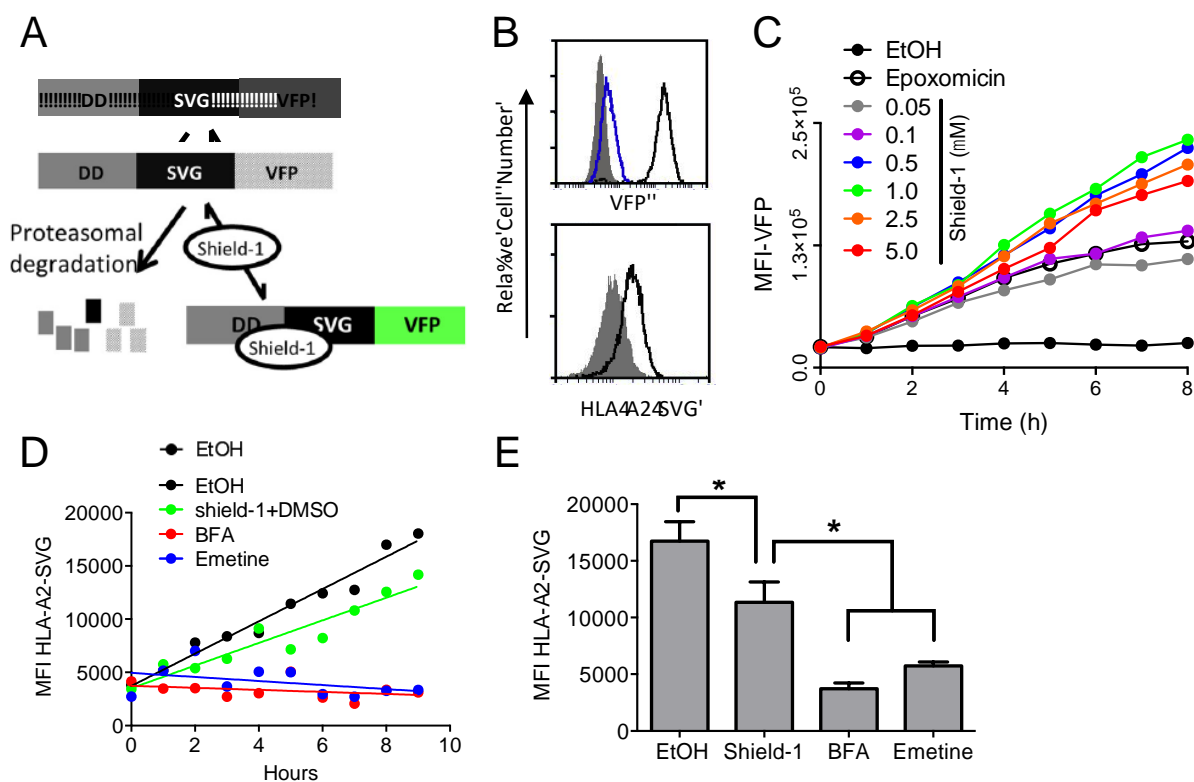 A
!!!!!!!!!DD!!!!!!!!!!!!!SVG!!!!!!!!!!!!!!VFP!
DD SVG VFP
Proteasomal
degradation
Shield-1
DD SVG VFP
Shield-1
B
Rela%ve'Cell''Number'
VFP''
HLA4A24SVG'
C
EtOH
Epoxomicin
0.05
0.1
0.5
1.0
2.5
5.0
Shield-1 (mM)
MFI-VFP
2.5×10⁵
1.3×10⁵
0.0
0 2 4 6 8
Time (h)
D
EtOH
EtOH
shield-1+DMSO
BFA
Emetine
MFI HLA-A2-SVG
20000
15000
10000
5000
0
0 2 4 6 8 10
Hours
E
MFI HLA-A2-SVG
20000
15000
10000
5000
0
* *
EtOH Shield-1 BFA Emetine